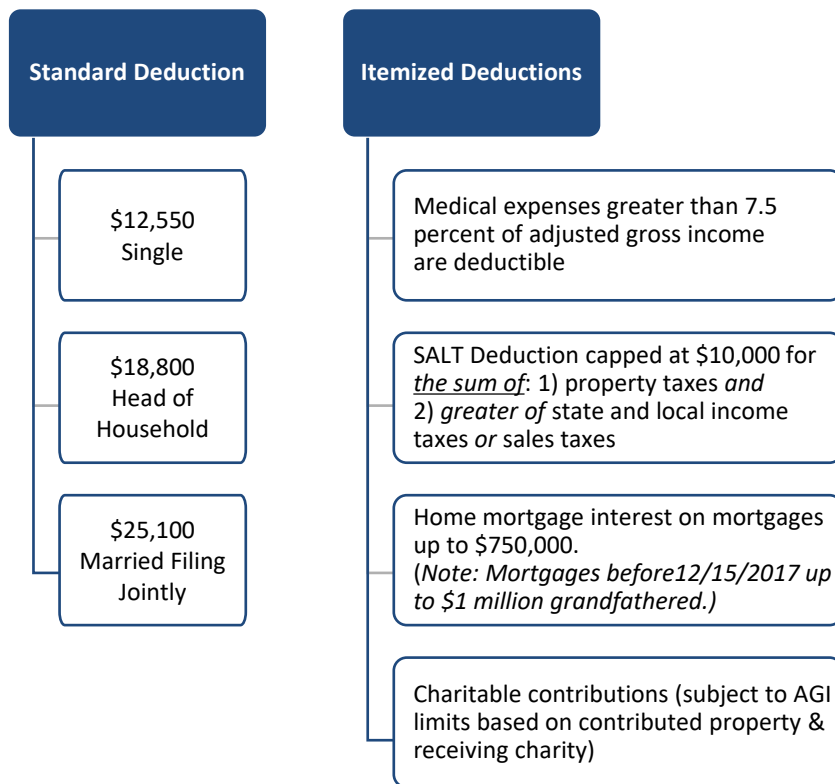 Standard Deduction
$12,550
Single
$18,800
Head of
Household
$25,100
Married Filing
Jointly
Itemized Deductions
Medical expenses greater than 7.5
percent of adjusted gross income
are deductible
SALT Deduction capped at $10,000 for
the sum of: 1) property taxes and
2) greater of state and local income
taxes or sales taxes
Home mortgage interest on mortgages
up to $750,000.
(Note: Mortgages before12/15/2017 up
to $1 million grandfathered.)
Charitable contributions (subject to AGI
limits based on contributed property &
receiving charity)